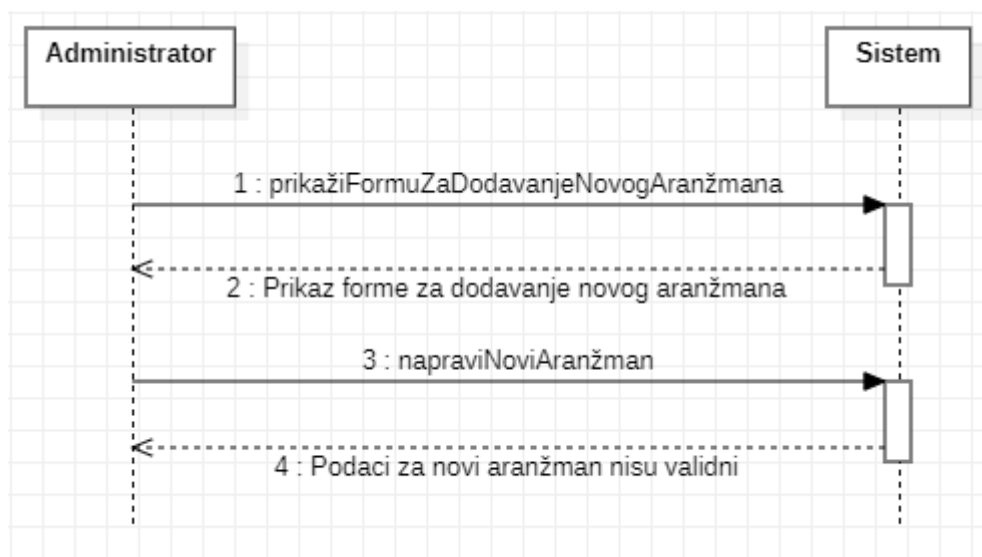 Administrator
Sistem
1 : prikažiFormuZaDodavanjeNovogAranžmana
2 : Prikaz forme za dodavanje novog aranžmana
3 : napraviNoviAranžman
4 : Podaci za novi aranžman nisu validni